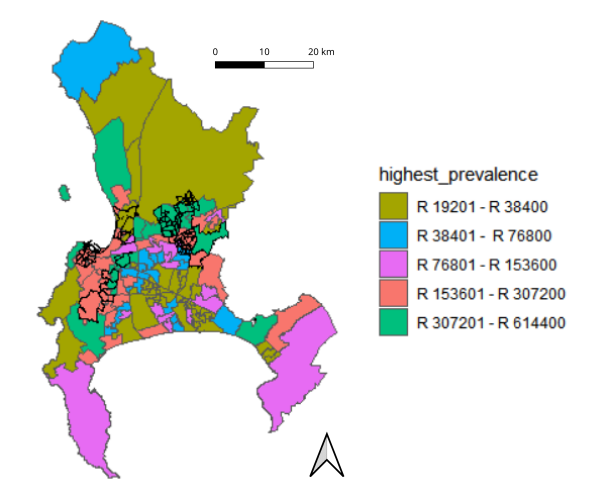 0 10 20 km
highest_prevalence
R 19201 - R 38400
R 38401 - R 76800
R 76801 - R 153600
R 153601 - R 307200
R 307201 - R 614400